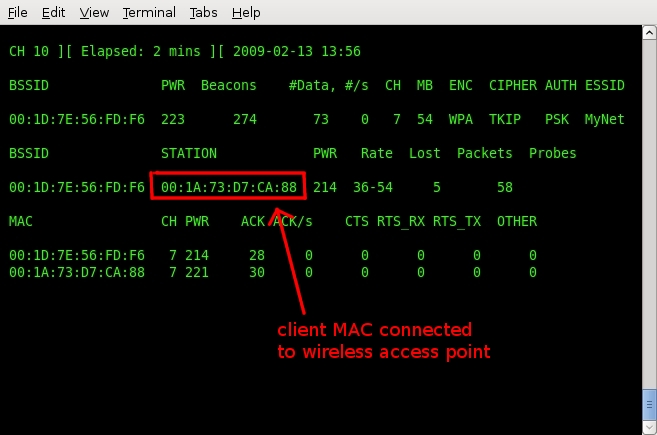 File Edit View Terminal Tabs Help
CH 10 ][ Elapsed: 2 mins ][ 2009-02-13 13:56
BSSID PWR Beacons #Data, #/s CH MB ENC CIPHER AUTH ESSID
00:1D:7E:56:FD:F6 223 274 73 0 7 54 WPA TKIP PSK MyNet
BSSID STATION PWR Rate Lost Packets Probes
00:1D:7E:56:FD:F6 00:1A:73:D7:CA:88 214 36-54 5 58
MAC CH PWR ACK ACK/s CTS RTS_RX RTS_TX OTHER
00:1D:7E:56:FD:F6 7 214 28 0 0 0 0 0
00:1A:73:D7:CA:88 7 221 30 0 0 0 0 0
client MAC connected
to wireless access point